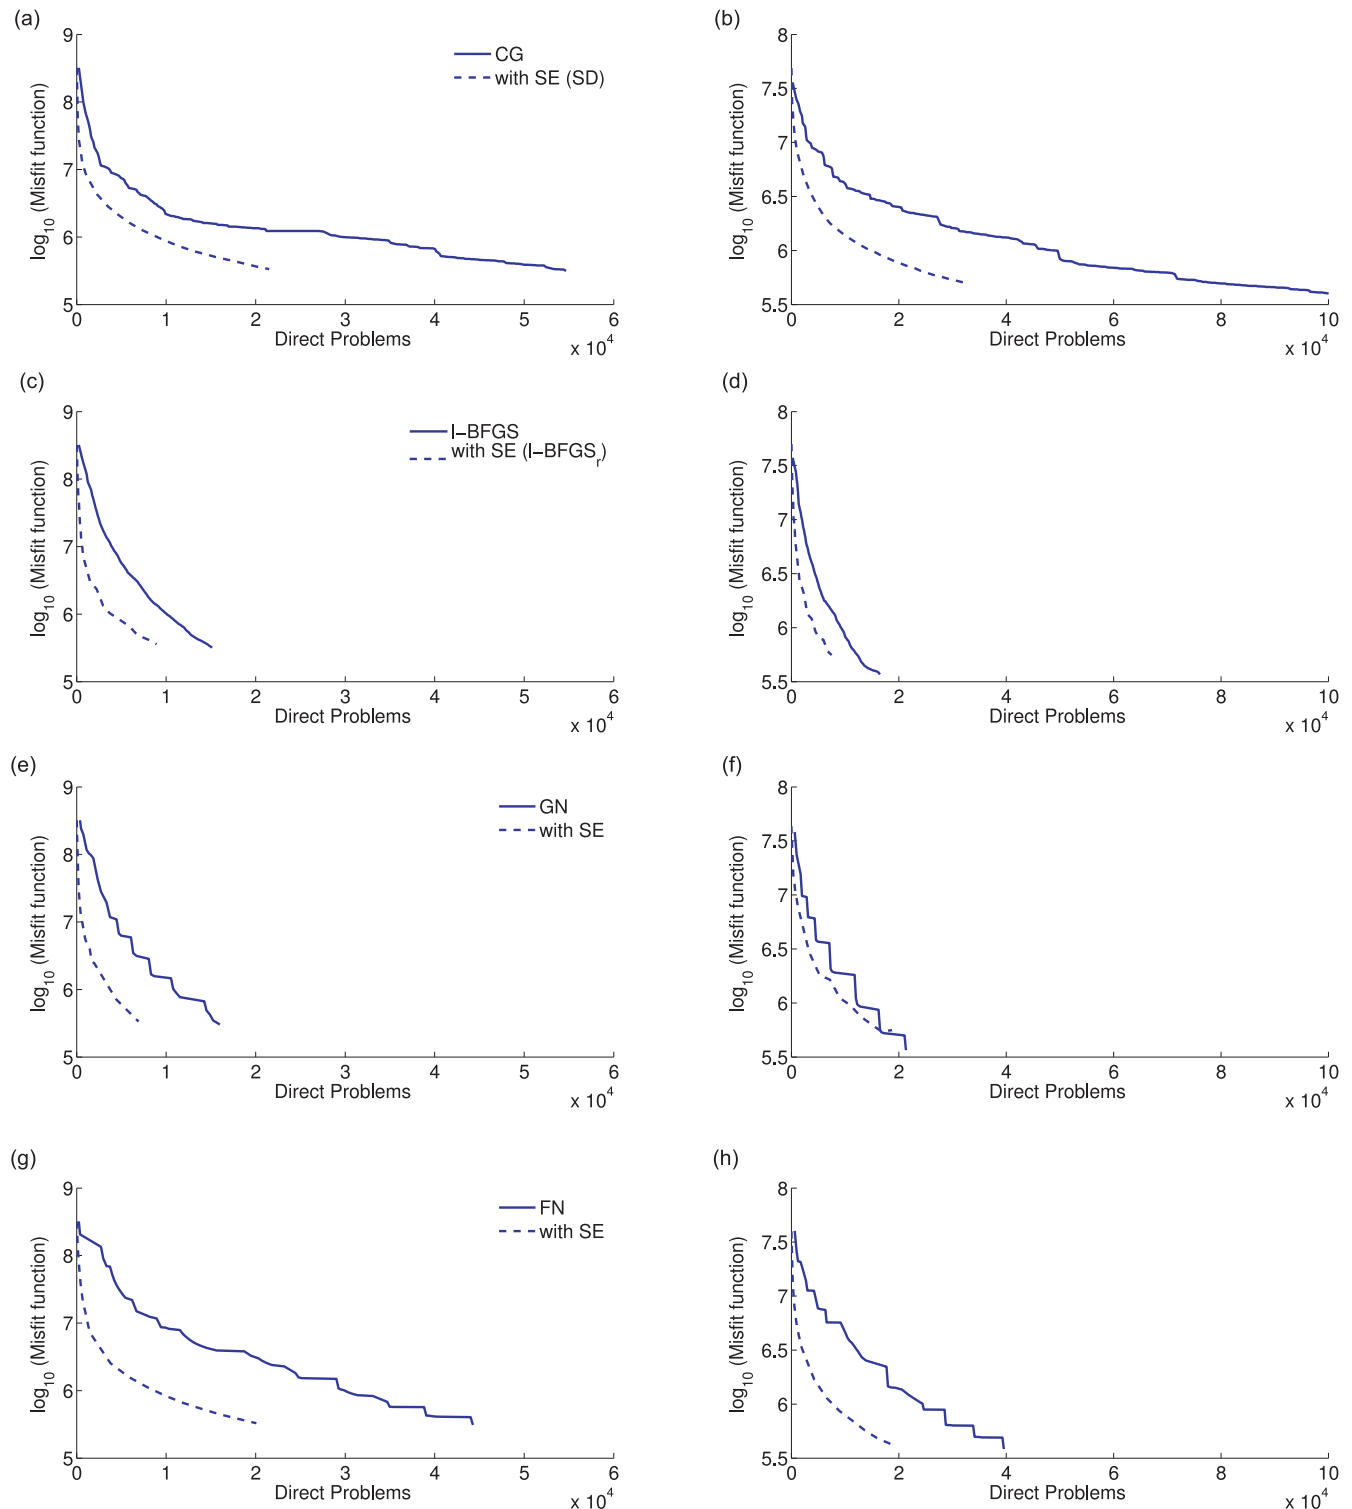 (a)
9
8
7
6
5
log10 (Misfit function)
CG
with SE (SD)
0 1 2 3 4 5 6
Direct Problems
x 10^4
(b)
8
7.5
7
6.5
6
5.5
log10 (Misfit function)
0 2 4 6 8 10
Direct Problems
x 10^4
(c)
9
8
7
6
5
log10 (Misfit function)
l-BFGS
with SE (l-BFGSr)
0 1 2 3 4 5 6
Direct Problems
x 10^4
(d)
8
7.5
7
6.5
6
5.5
log10 (Misfit function)
0 2 4 6 8 10
Direct Problems
x 10^4
(e)
9
8
7
6
5
log10 (Misfit function)
GN
with SE
0 1 2 3 4 5 6
Direct Problems
x 10^4
(f)
8
7.5
7
6.5
6
5.5
log10 (Misfit function)
0 2 4 6 8 10
Direct Problems
x 10^4
(g)
9
8
7
6
5
log10 (Misfit function)
FN
with SE
0 1 2 3 4 5 6
Direct Problems
x 10^4
(h)
8
7.5
7
6.5
6
5.5
log10 (Misfit function)
0 2 4 6 8 10
Direct Problems
x 10^4